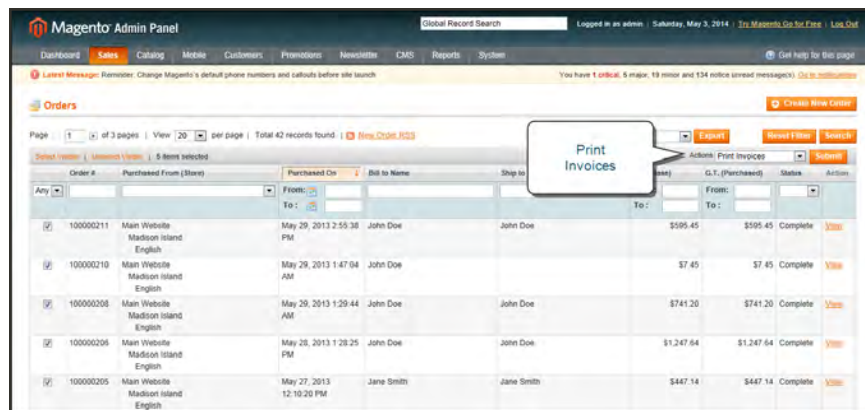 Magento Admin Panel
Global Record Search
Logged in as admin | Saturday, May 3, 2014 | Try Magento Go for Free | Log Out
Dashboard Sales Catalog Mobile Customers Promotions Newsletter CMS Reports System Get help for this page
Latest Message: Reminder: Change Magento's default phone numbers and callouts before site launch You have 1 critical, 5 major, 19 minor and 134 notice unread message(s). Go to notifications
Orders Create New Order
Page 1 of 3 pages | View 20 per page | Total 42 records found | New Order RSS Export Reset Filter Search
Select Visible | Unselect Visible | 5 items selected Actions Print Invoices Submit
Print
Invoices
Order # Purchased From (Store) Purchased On Bill to Name Ship to G.T. (Purchased) Status Action
Any From: From:
To: To: To:
100000211 Main Website May 29, 2013 2:55:38 John Doe John Doe $595.45 $595.45 Complete View
Madison Island PM
English
100000210 Main Website May 29, 2013 1:47:04 John Doe $7.45 $7.45 Complete View
Madison Island AM
English
100000208 Main Website May 29, 2013 1:29:44 John Doe John Doe $741.20 $741.20 Complete View
Madison Island AM
English
100000206 Main Website May 28, 2013 1:28:25 John Doe John Doe $1,247.64 $1,247.64 Complete View
Madison Island PM
English
100000205 Main Website May 27, 2013 Jane Smith Jane Smith $447.14 $447.14 Complete View
Madison Island 12:10:20 PM
English